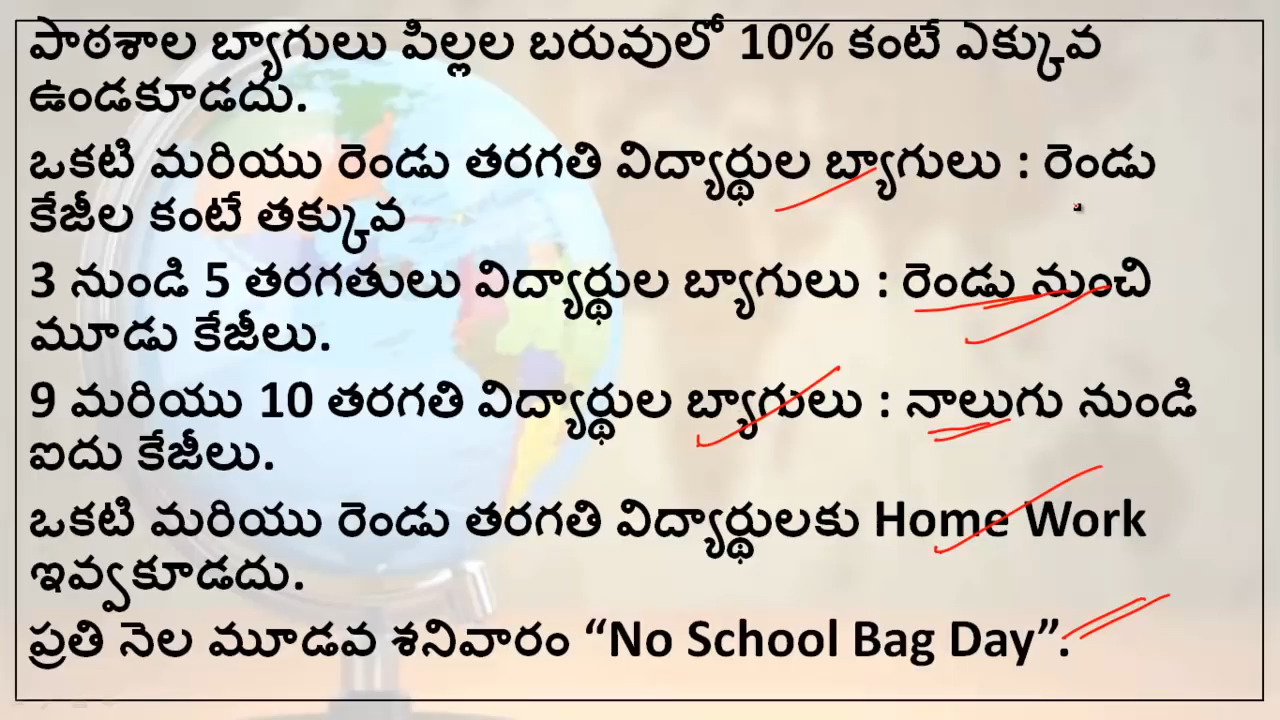 పాఠశాల బ్యాగులు పిల్లల బరువులో 10% కంటే ఎక్కువ
ఉండకూడదు.
ఒకటి మరియు రెండు తరగతి విద్యార్థుల బ్యాగులు : రెండు
కేజీల కంటే తక్కువ
3 నుండి 5 తరగతులు విద్యార్థుల బ్యాగులు : రెండు నుంచి
మూడు కేజీలు.
9 మరియు 10 తరగతి విద్యార్థుల బ్యాగులు : నాలుగు నుండి
ఐదు కేజీలు.
ఒకటి మరియు రెండు తరగతి విద్యార్థులకు Home Work
ఇవ్వకూడదు.
ప్రతి నెల మూడవ శనివారం “No School Bag Day”.